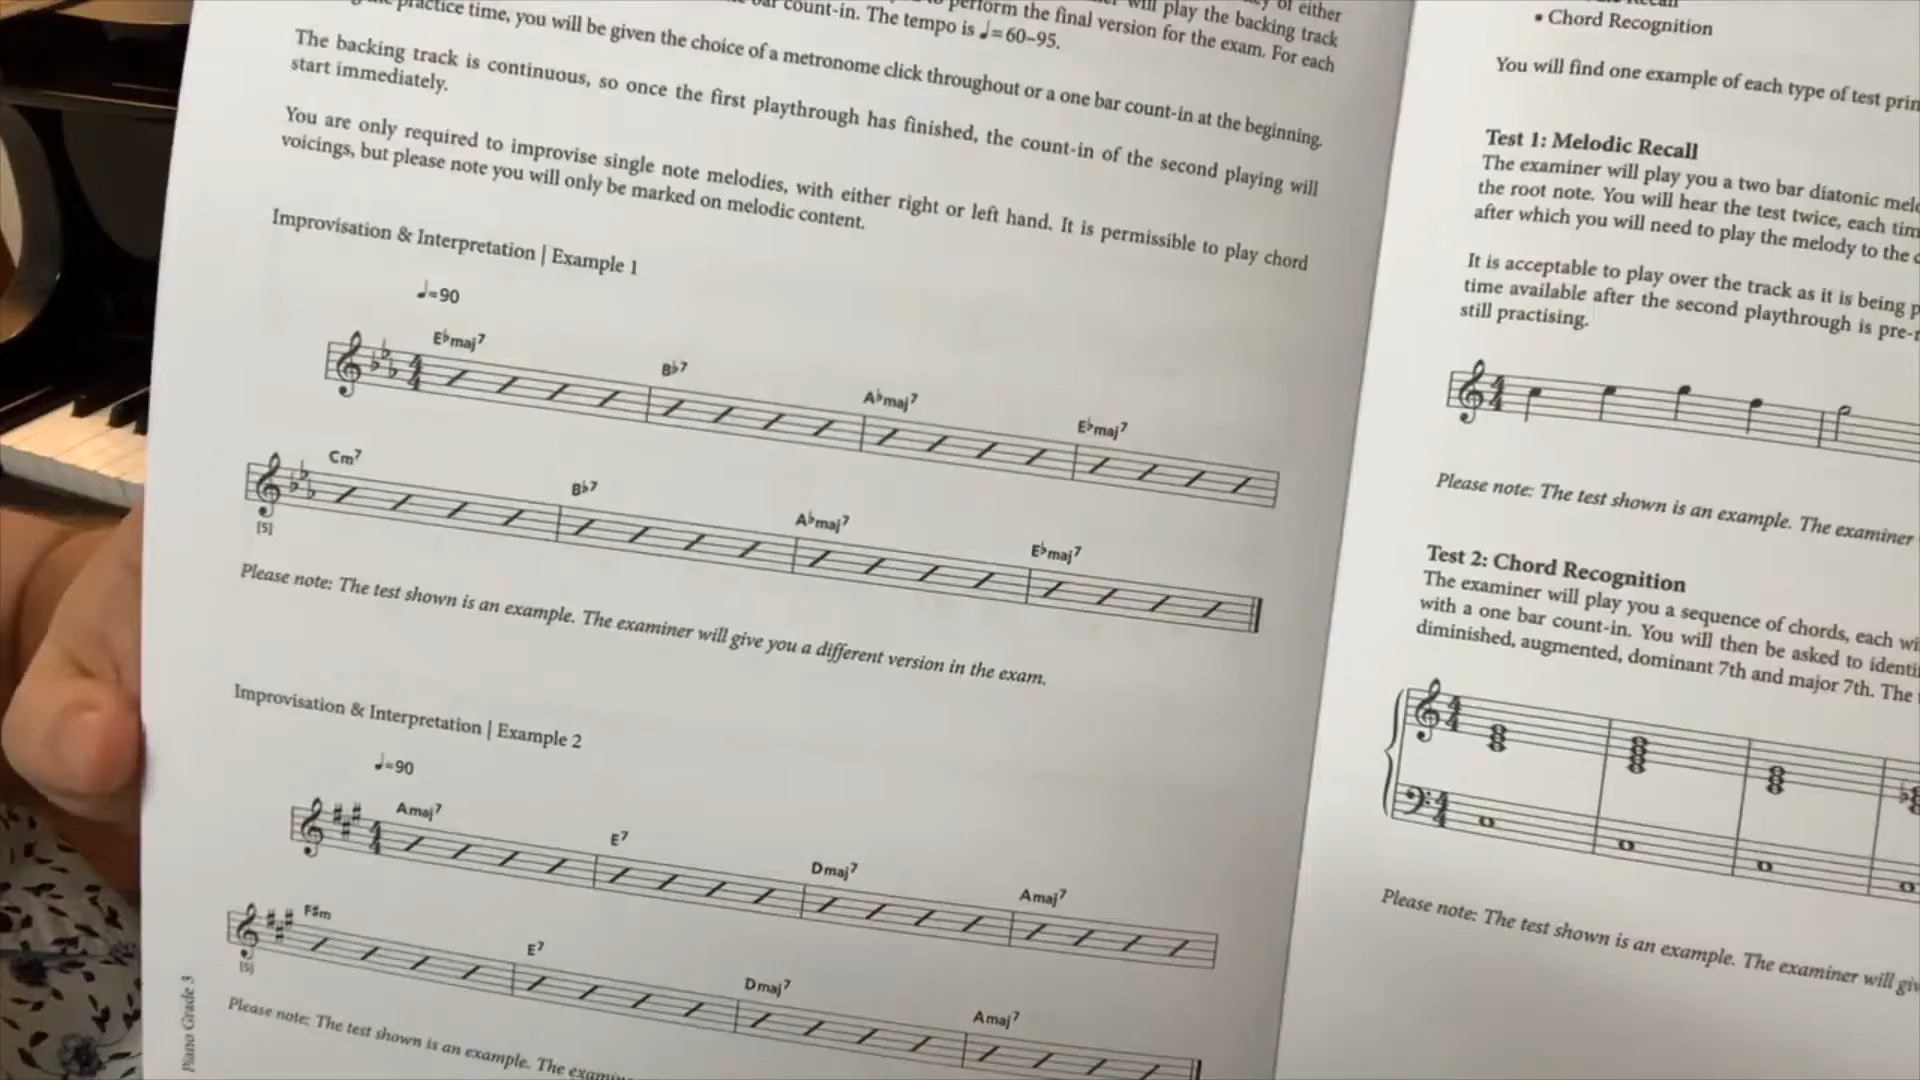 perform the final version for the exam. For each
will play the backing track
count-in. The tempo is ♩=60–95.
practice time, you will be given the choice of a metronome click throughout or a one bar count-in at the beginning.
The backing track is continuous, so once the first playthrough has finished, the count-in of the second playing will
start immediately.
You are only required to improvise single note melodies, with either right or left hand. It is permissible to play chord
voicings, but please note you will only be marked on melodic content.
Improvisation & Interpretation | Example 1
♩=90
E♭maj7 B♭7 A♭maj7 E♭maj7
Cm7 B♭7 A♭maj7 E♭maj7
[5]
Please note: The test shown is an example. The examiner will give you a different version in the exam.
Improvisation & Interpretation | Example 2
♩=90
Amaj7 E7 Dmaj7 Amaj7
F♯m E7 Dmaj7 Amaj7
[5]
Please note: The test shown is an example. The
Piano Grade 3
• Chord Recognition
You will find one example of each type of test
Test 1: Melodic Recall
The examiner will play you a two bar diatonic
the root note. You will hear the test twice, each
after which you will need to play the melody to the
It is acceptable to play over the track as it is being
time available after the second playthrough is
still practising.
Please note: The test shown is an example. The examiner
Test 2: Chord Recognition
The examiner will play you a sequence of chords, each
with a one bar count-in. You will then be asked to
diminished, augmented, dominant 7th and major 7th. The
Please note: The test shown is an example. The examiner will